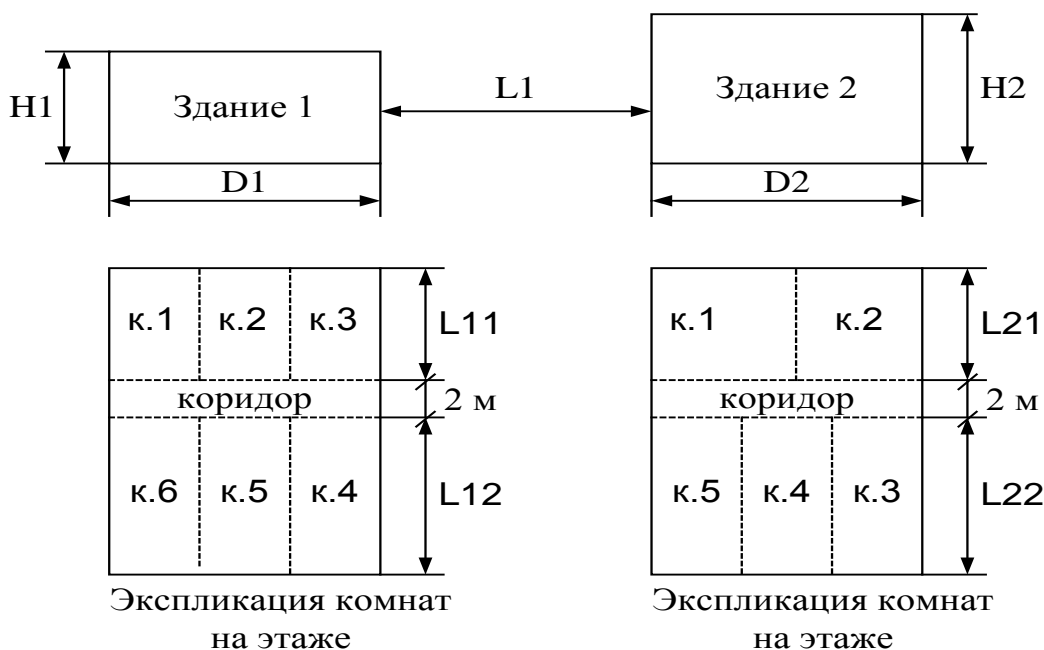 H1
Здание 1
L1
Здание 2
H2
D1
D2
к.1 к.2 к.3
L11
к.1 к.2
L21
коридор
2 м
коридор
2 м
к.6 к.5 к.4
L12
к.5 к.4 к.3
L22
Экспликация комнат
на этаже
Экспликация комнат
на этаже